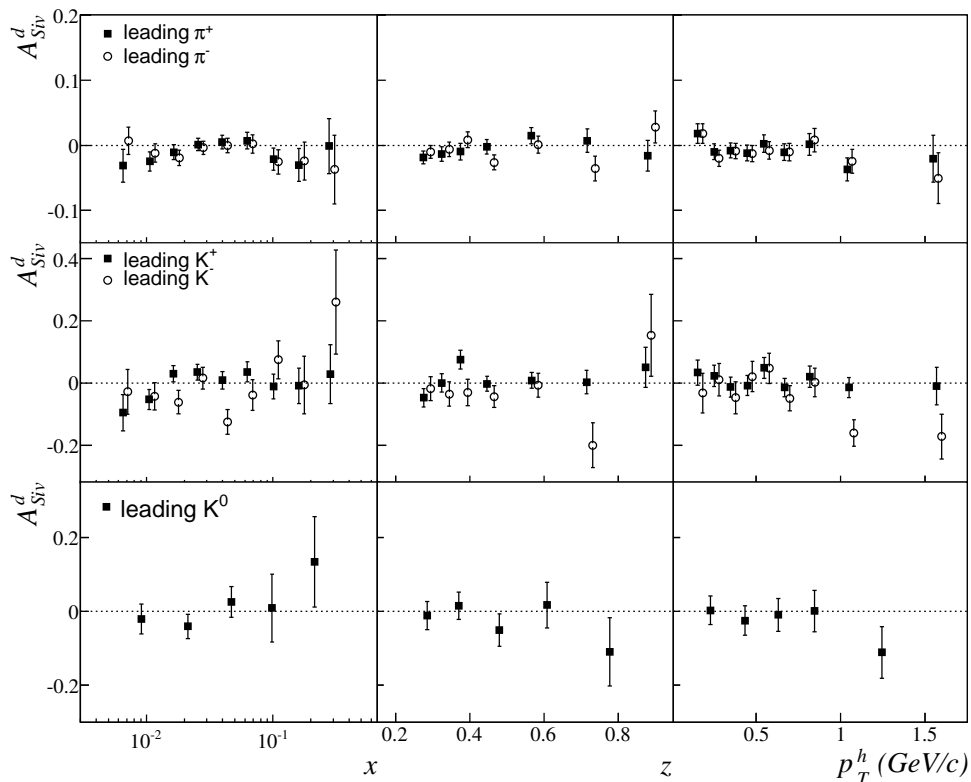 A^d_Siv
0.2
0.1
0
-0.1
leading π+
leading π-
A^d_Siv
0.4
0.2
0
-0.2
leading K+
leading K-
A^d_Siv
0.2
0
-0.2
leading K0
10^-2 10^-1 0.2 0.4 0.6 0.8 0.5 1 1.5
x z p_T^h (GeV/c)